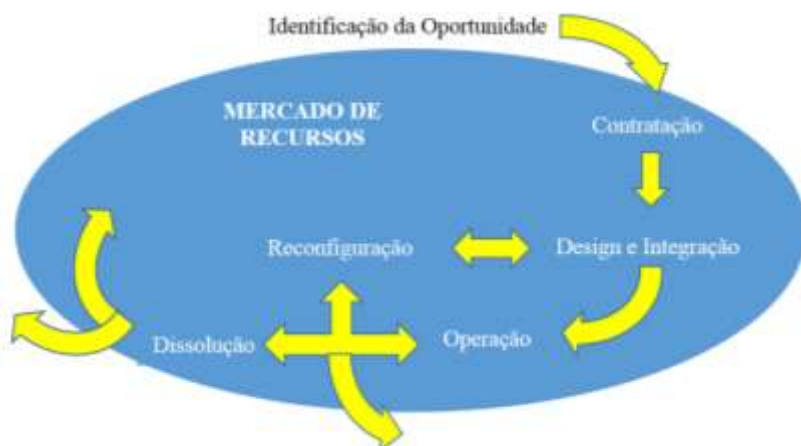 Identificação da Oportunidade
MERCADO DE
RECURSOS
Contratação
Reconfiguração
Design e Integração
Dissolução
Operação